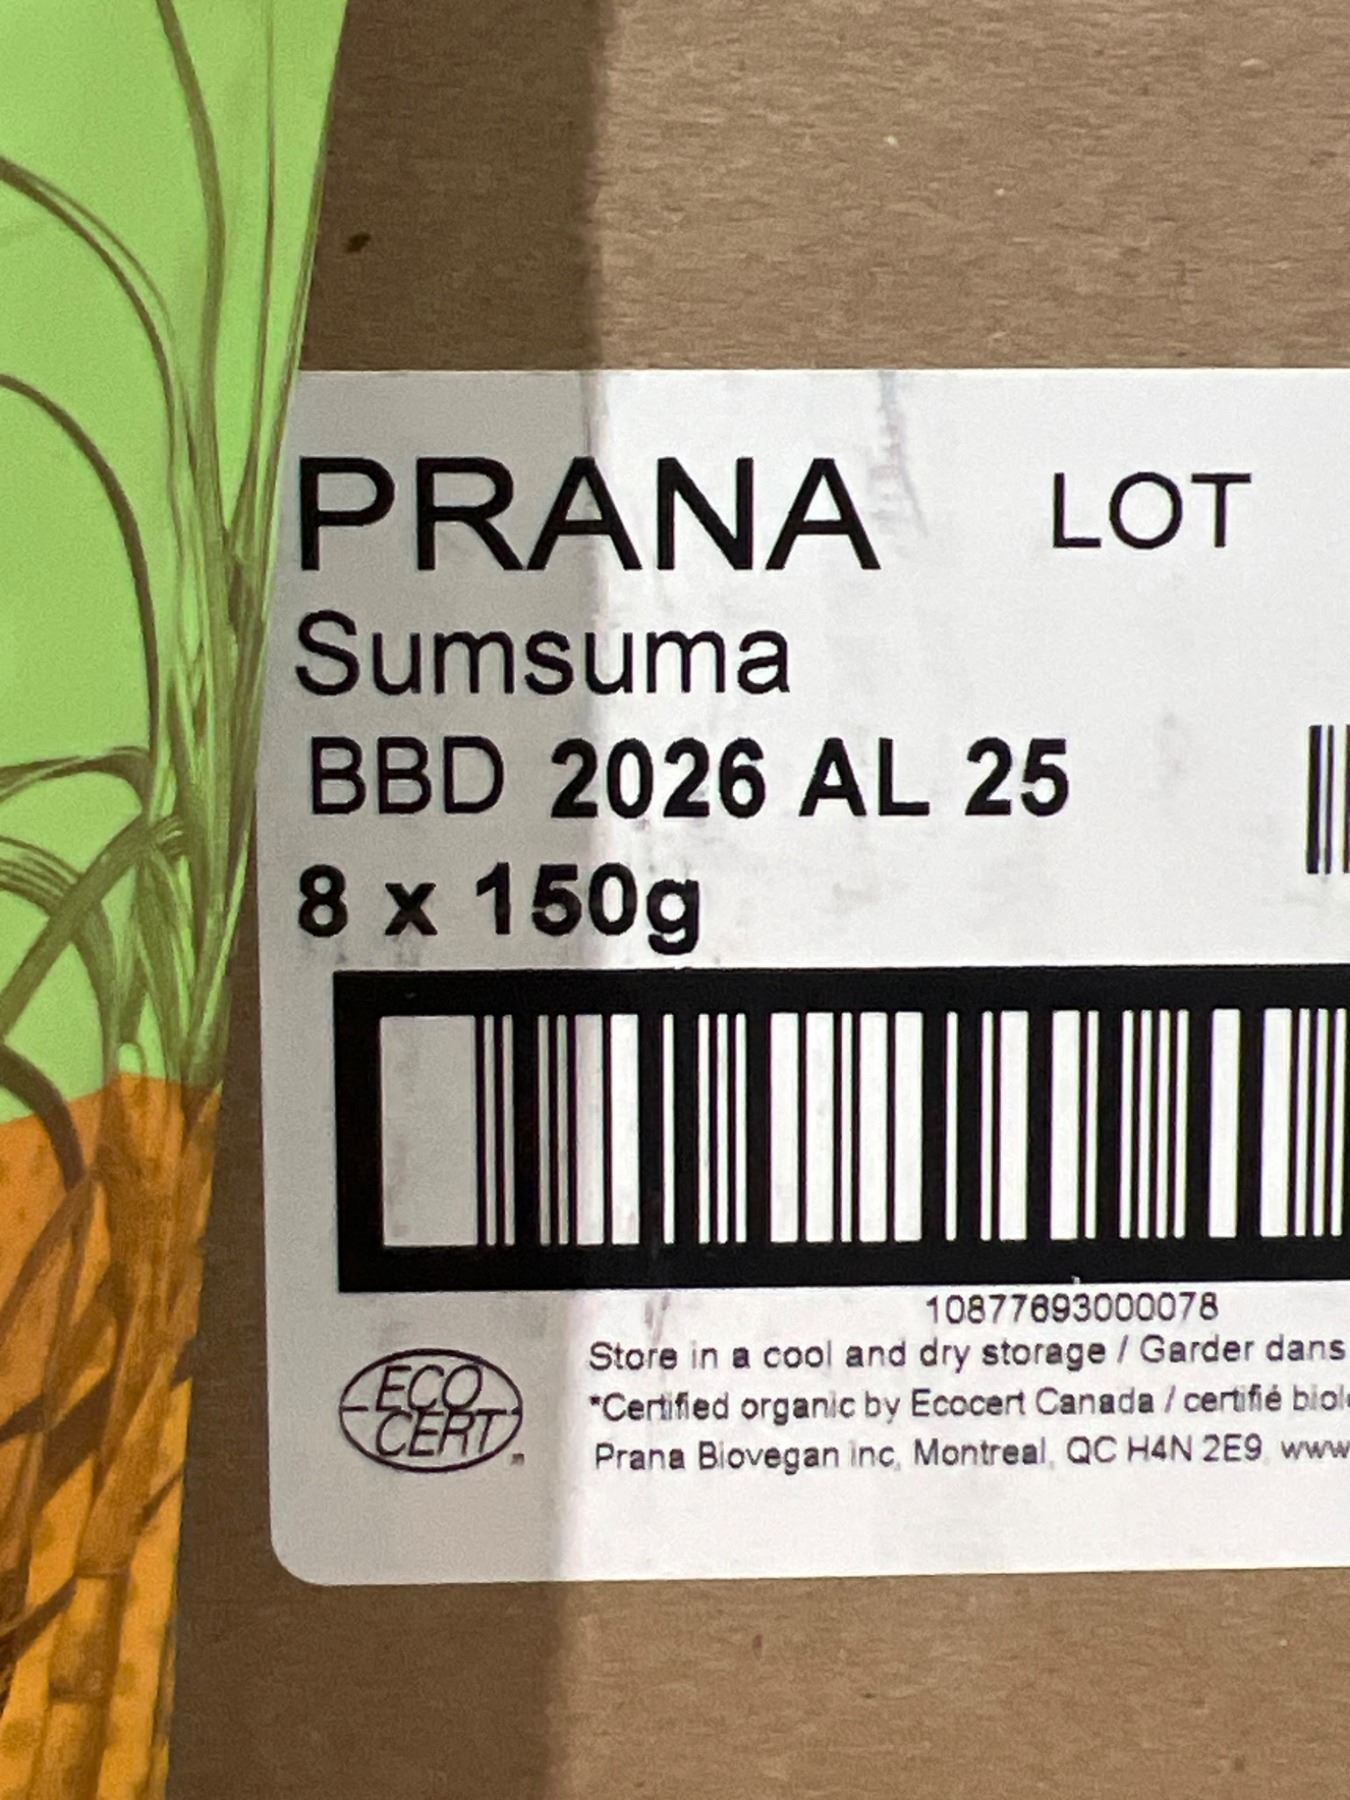 PRANA LOT
Sumsuma
BBD 2026 AL 25
8 x 150g
10877693000078
Store in a cool and dry storage / Garder dans
*Certified organic by Ecocert Canada / certifié
Prana Biovegan inc, Montreal, QC H4N 2E9, www
ECO
CERT